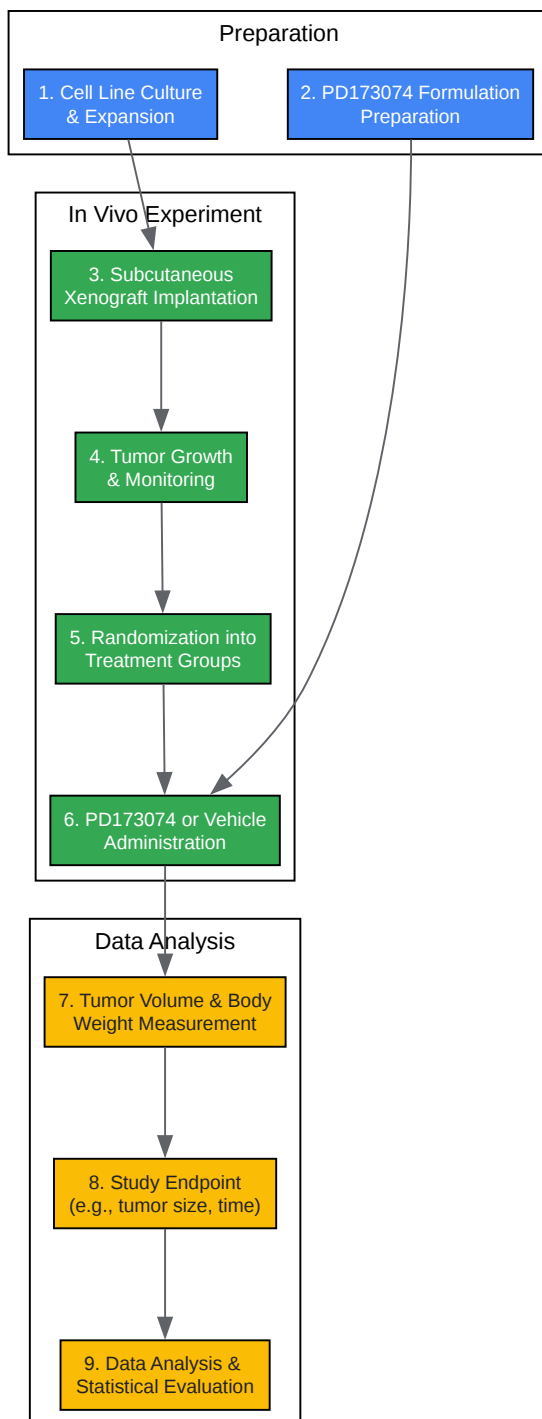 Preparation
1. Cell Line Culture
& Expansion
2. PD173074 Formulation
Preparation
In Vivo Experiment
3. Subcutaneous
Xenograft Implantation
4. Tumor Growth
& Monitoring
5. Randomization into
Treatment Groups
6. PD173074 or Vehicle
Administration
Data Analysis
7. Tumor Volume & Body
Weight Measurement
8. Study Endpoint
(e.g., tumor size, time)
9. Data Analysis &
Statistical Evaluation